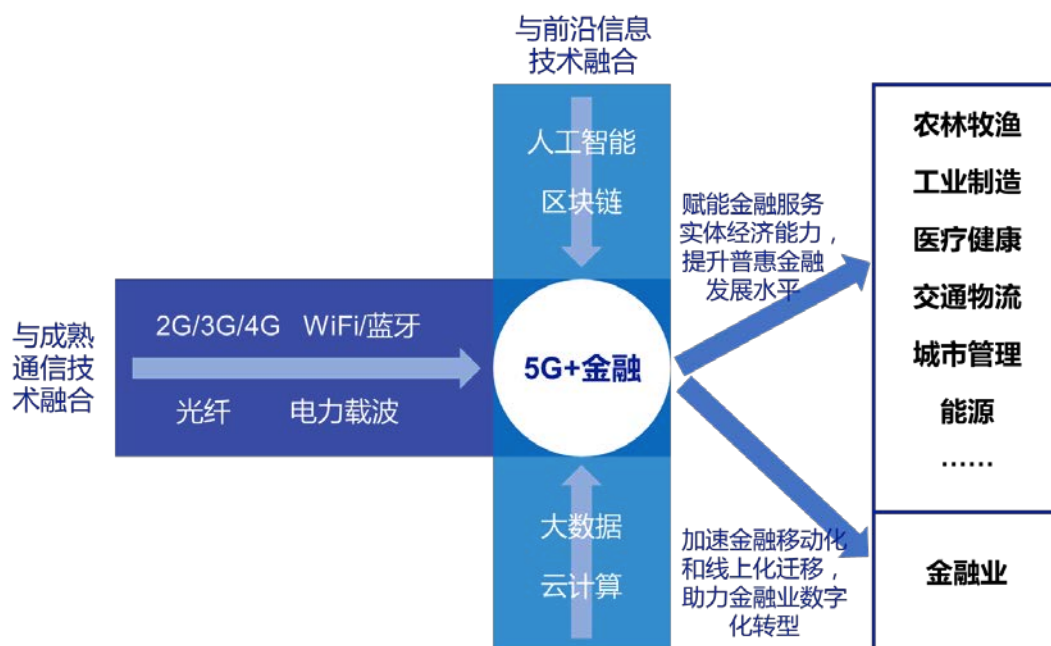 与前沿信息
技术融合
人工智能
区块链
与成熟
通信技
术融合
2G/3G/4G WiFi/蓝牙
光纤 电力载波
5G+金融
大数据
云计算
赋能金融服务
实体经济能力，
提升普惠金融
发展水平
加速金融移动化
和线上化迁移，
助力金融业数字
化转型
农林牧渔
工业制造
医疗健康
交通物流
城市管理
能源
……
金融业